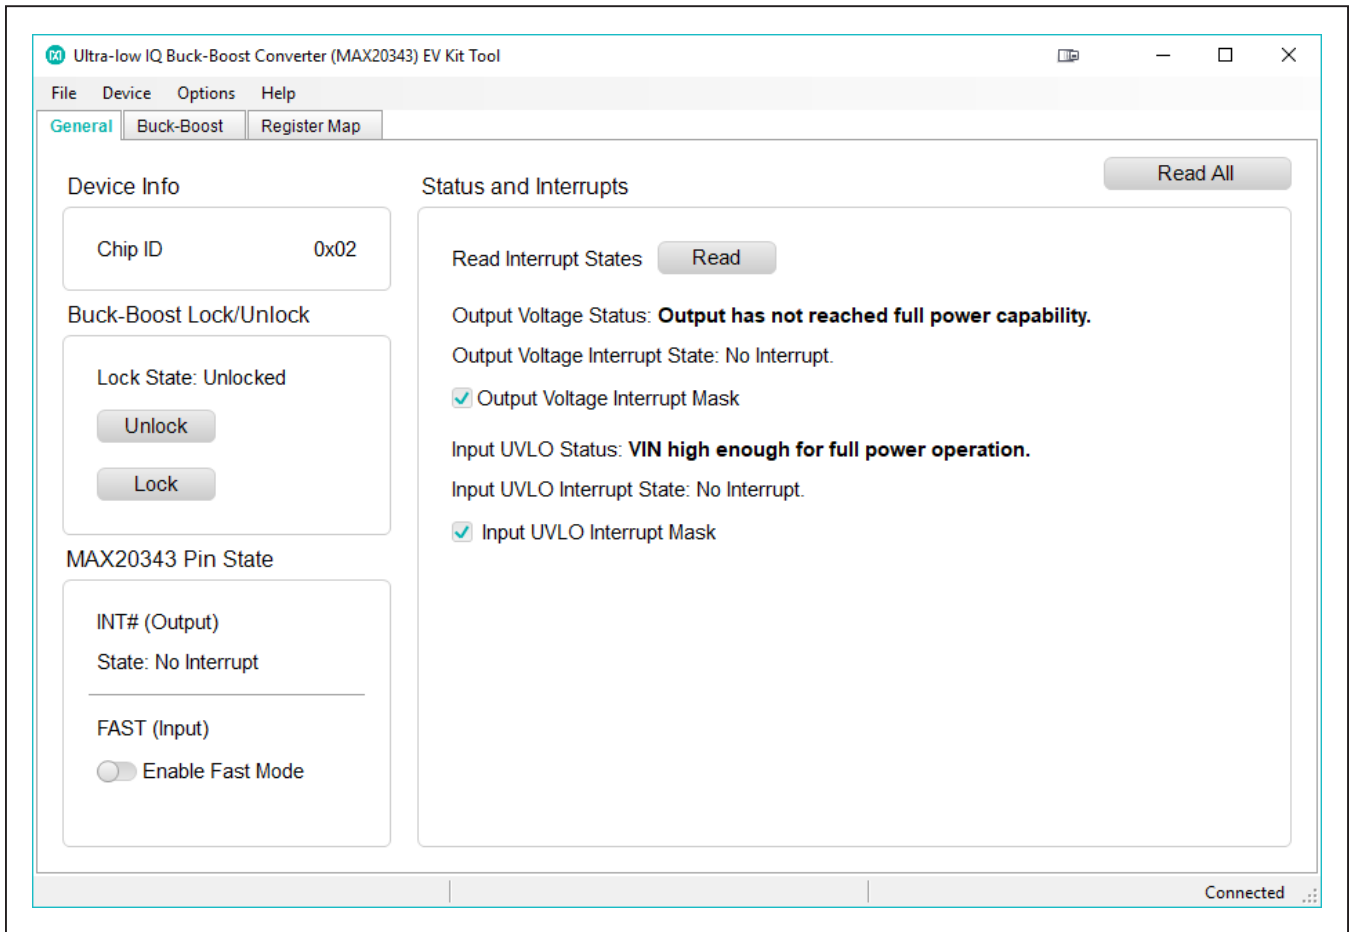 Ultra-low IQ Buck-Boost Converter (MAX20343) EV Kit Tool
File Device Options Help
General Buck-Boost Register Map
Read All
Device Info
Chip ID 0x02
Buck-Boost Lock/Unlock
Lock State: Unlocked
Unlock
Lock
MAX20343 Pin State
INT# (Output)
State: No Interrupt
FAST (Input)
Enable Fast Mode
Status and Interrupts
Read Interrupt States Read
Output Voltage Status: Output has not reached full power capability.
Output Voltage Interrupt State: No Interrupt.
Output Voltage Interrupt Mask
Input UVLO Status: VIN high enough for full power operation.
Input UVLO Interrupt State: No Interrupt.
Input UVLO Interrupt Mask
Connected